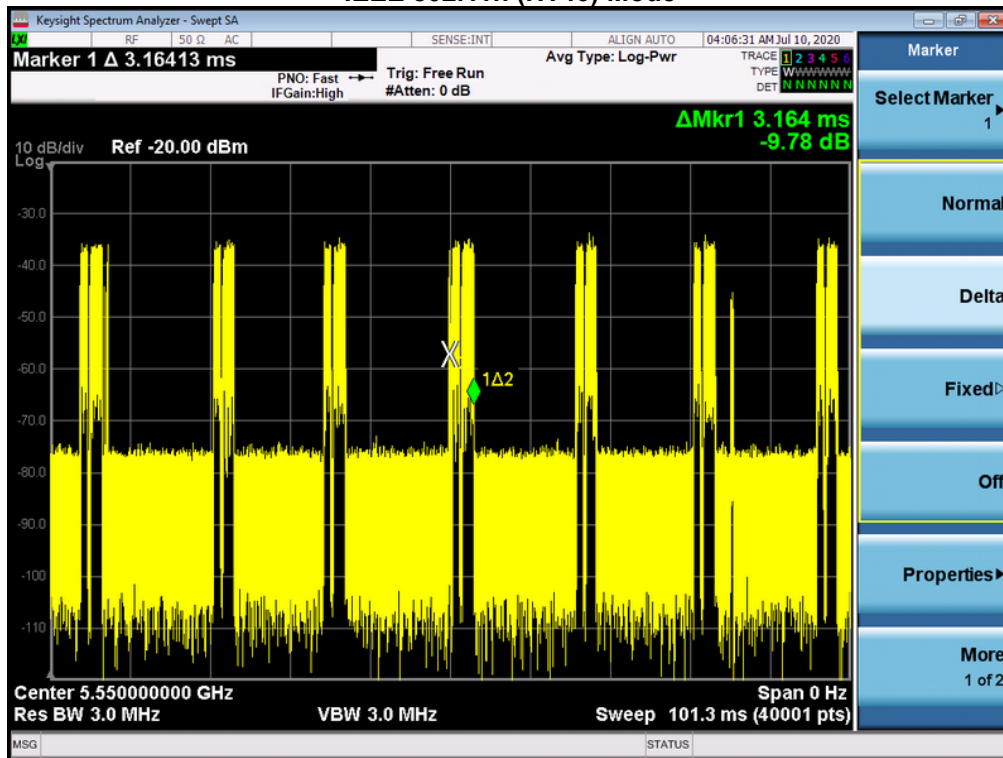 Keysight Spectrum Analyzer - Swept SA
LXI RF 50 Ω AC SENSE:INT ALIGN AUTO 04:06:31 AM Jul 10, 2020
Marker 1 Δ 3.16413 ms
PNO: Fast
IFGain:High
Trig: Free Run
#Atten: 0 dB
Avg Type: Log-Pwr
TRACE 1 2 3 4 5 6
TYPE WWWWWW
DET N N N N N N
ΔMkr1 3.164 ms
-9.78 dB
10 dB/div Ref -20.00 dBm
Log
-30.0
-40.0
-50.0
-60.0
-70.0
-80.0
-90.0
-100
-110
X
1Δ2
Center 5.550000000 GHz Span 0 Hz
Res BW 3.0 MHz VBW 3.0 MHz Sweep 101.3 ms (40001 pts)
MSG STATUS
Marker
Select Marker
1
Normal
Delta
Fixed
Off
Properties
More
1 of 2